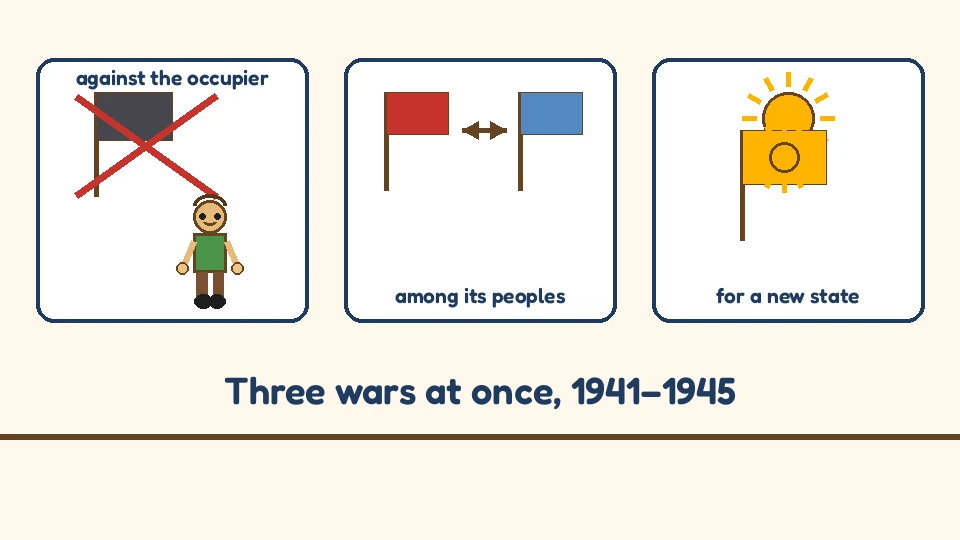 against the occupier
among its peoples
for a new state
Three wars at once, 1941–1945